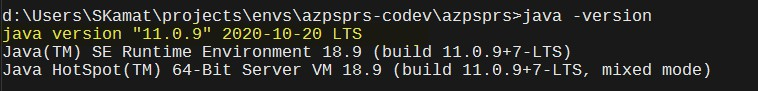 d:\Users\SKamat\projects\envs\azpsprs-codev\azpsprs>java -version
java version "11.0.9" 2020-10-20 LTS
Java(TM) SE Runtime Environment 18.9 (build 11.0.9+7-LTS)
Java HotSpot(TM) 64-Bit Server VM 18.9 (build 11.0.9+7-LTS, mixed mode)